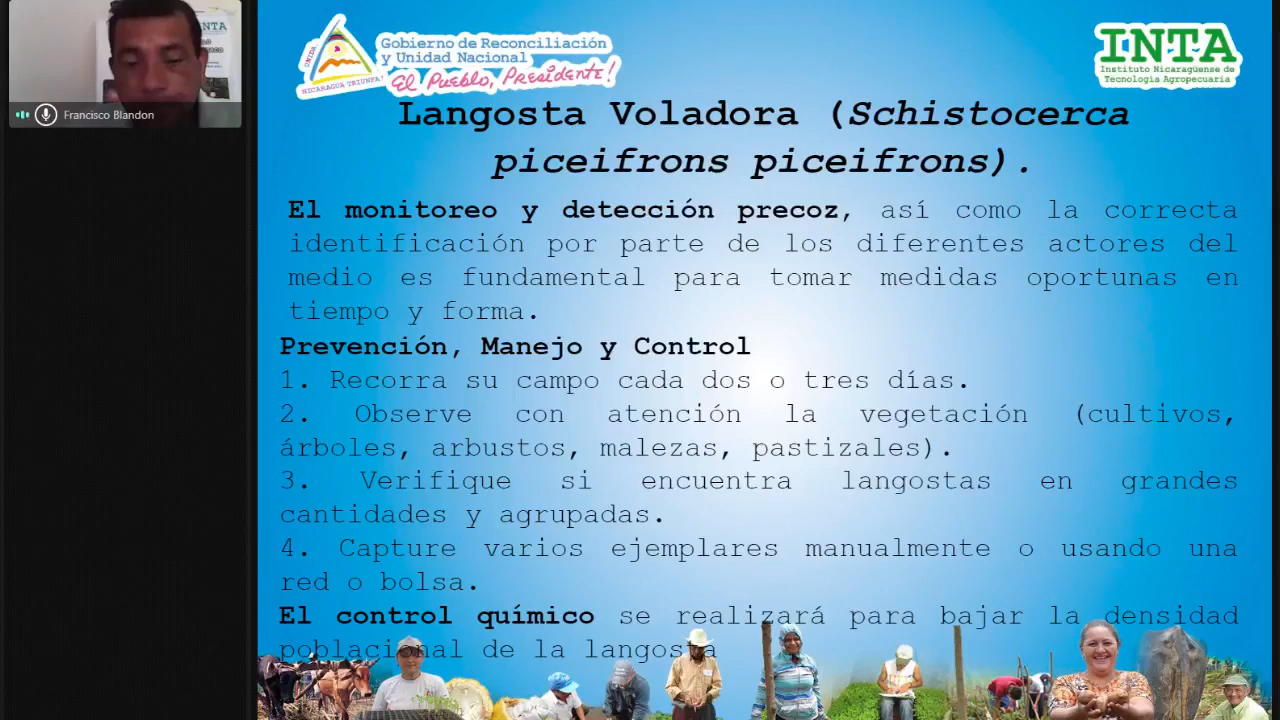 Francisco Blandon
UNIDA
NICARAGUA TRIUNFA!
Gobierno de Reconciliación
y Unidad Nacional
El Pueblo, Presidente!
INTA
Instituto Nicaragüense de
Tecnología Agropecuaria
Langosta Voladora (Schistocerca
piceifrons piceifrons).
El monitoreo y detección precoz, así como la correcta
identificación por parte de los diferentes actores del
medio es fundamental para tomar medidas oportunas en
tiempo y forma.
Prevención, Manejo y Control
1. Recorra su campo cada dos o tres días.
2. Observe con atención la vegetación (cultivos,
árboles, arbustos, malezas, pastizales).
3. Verifique si encuentra langostas en grandes
cantidades y agrupadas.
4. Capture varios ejemplares manualmente o usando una
red o bolsa.
El control químico se realizará para bajar la densidad
poblacional de la langosta